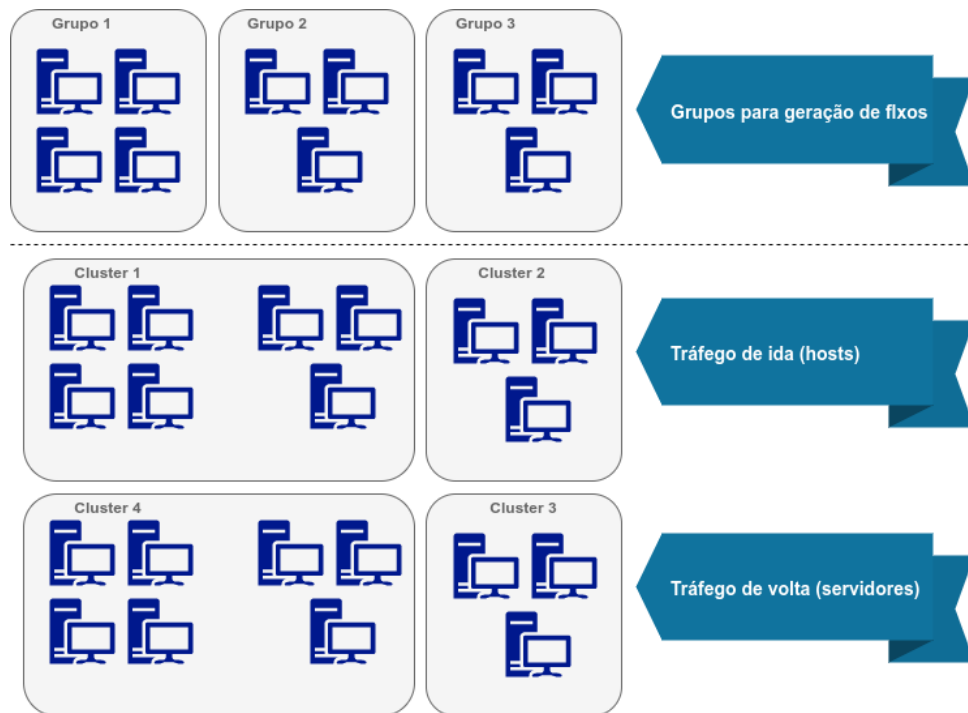 Grupo 1
Grupo 2
Grupo 3
Grupos para geração de flxos
Cluster 1
Cluster 2
Tráfego de ida (hosts)
Cluster 4
Cluster 3
Tráfego de volta (servidores)